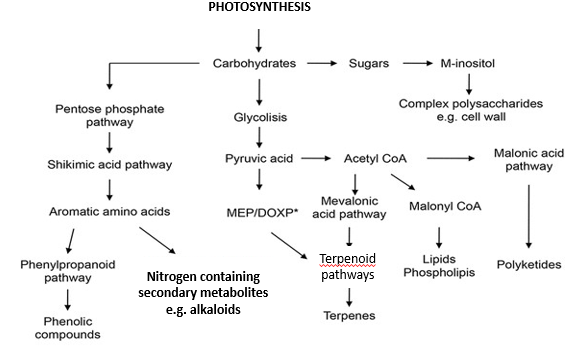 PHOTOSYNTHESIS
Carbohydrates
Sugars
M-inositol
Pentose phosphate
pathway
Glycolisis
Complex polysaccharides
e.g. cell wall
Shikimic acid pathway
Pyruvic acid
Acetyl CoA
Malonic acid
pathway
Aromatic amino acids
MEP/DOXP*
Mevalonic
acid pathway
Malonyl CoA
Phenylpropanoid
pathway
Nitrogen containing
secondary metabolites
e.g. alkaloids
Terpenoid
pathways
Lipids
Phospholipis
Polyketides
Phenolic
compounds
Terpenes